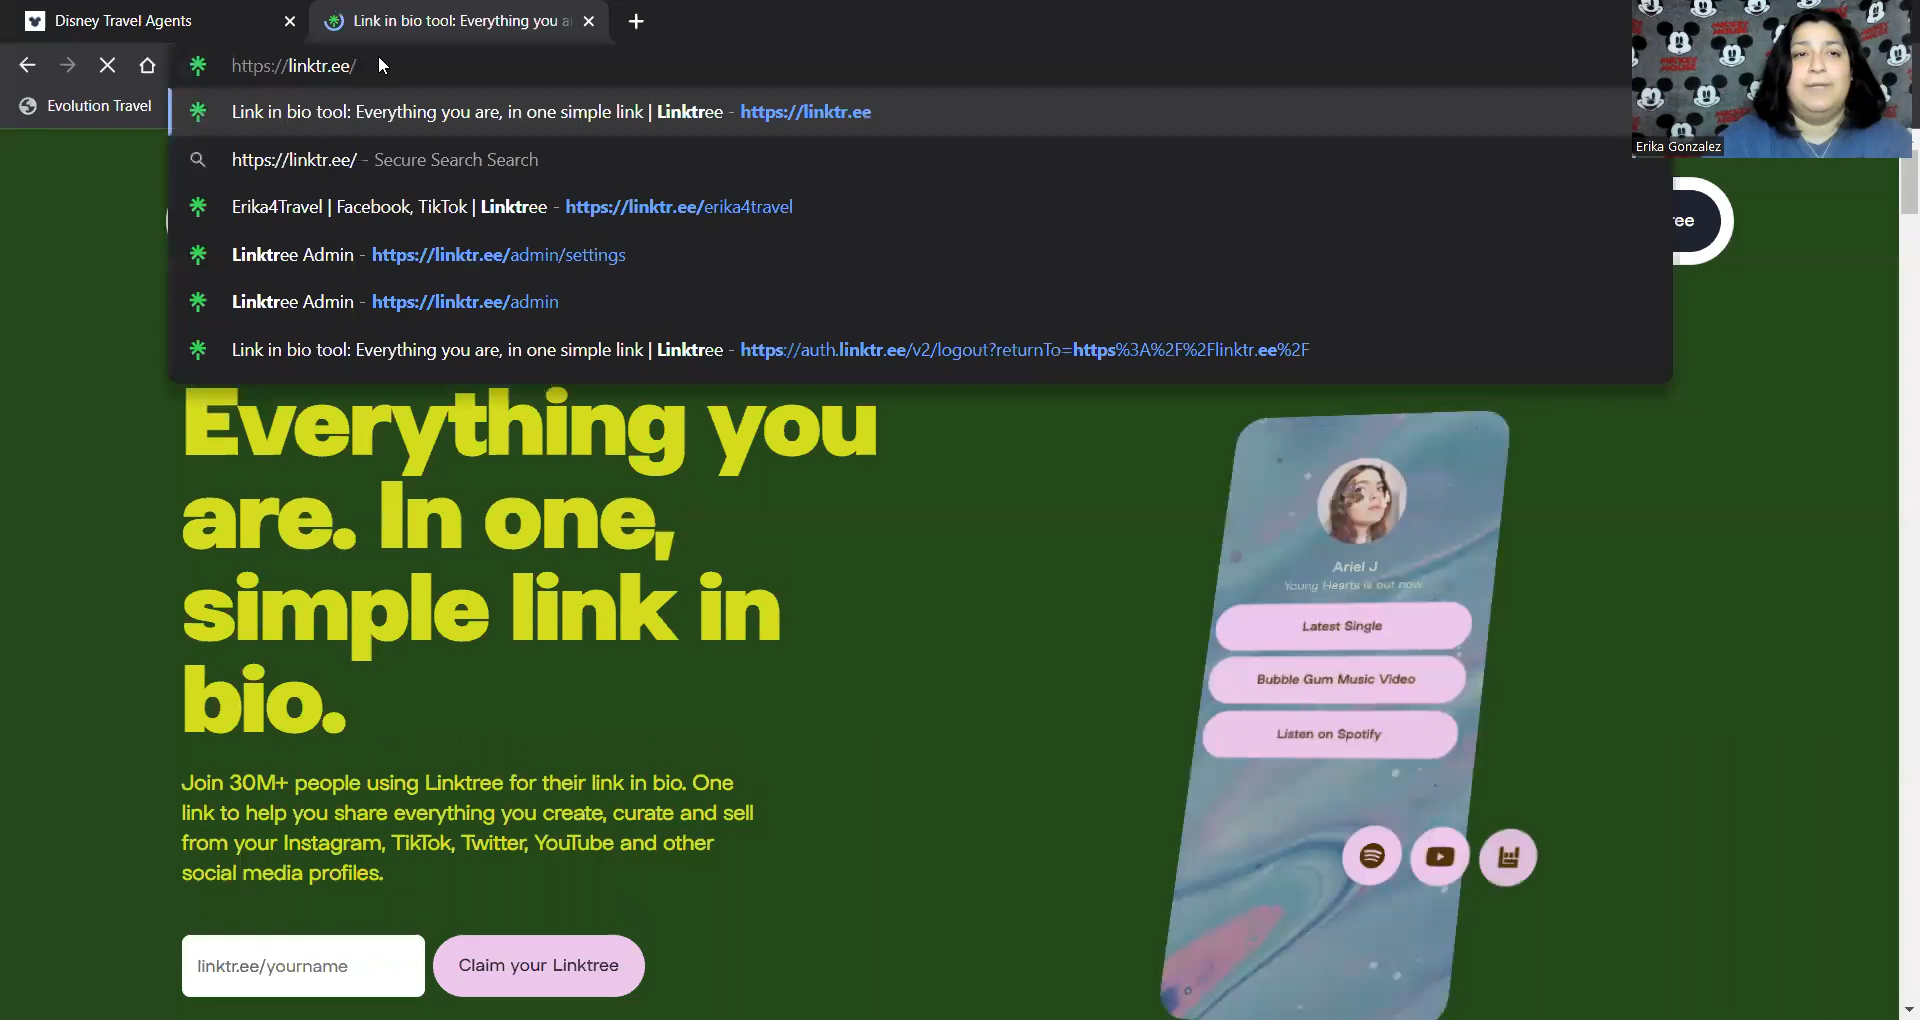 Disney Travel Agents
Link in bio tool: Everything you a
https://linktr.ee/
Evolution Travel
Link in bio tool: Everything you are, in one simple link | Linktree - https://linktr.ee
https://linktr.ee/ - Secure Search Search
Erika4Travel | Facebook, TikTok | Linktree - https://linktr.ee/erika4travel
Linktree Admin - https://linktr.ee/admin/settings
Linktree Admin - https://linktr.ee/admin
Link in bio tool: Everything you are, in one simple link | Linktree - https://auth.linktr.ee/v2/logout?returnTo=https%3A%2F%2Flinktr.ee%2F
Erika Gonzalez
ree
Everything you
are. In one,
simple link in
bio.
Join 30M+ people using Linktree for their link in bio. One
link to help you share everything you create, curate and sell
from your Instagram, TikTok, Twitter, YouTube and other
social media profiles.
linktr.ee/yourname
Claim your Linktree
Ariel J
Young Hearts is out now
Latest Single
Bubble Gum Music Video
Listen on Spotify